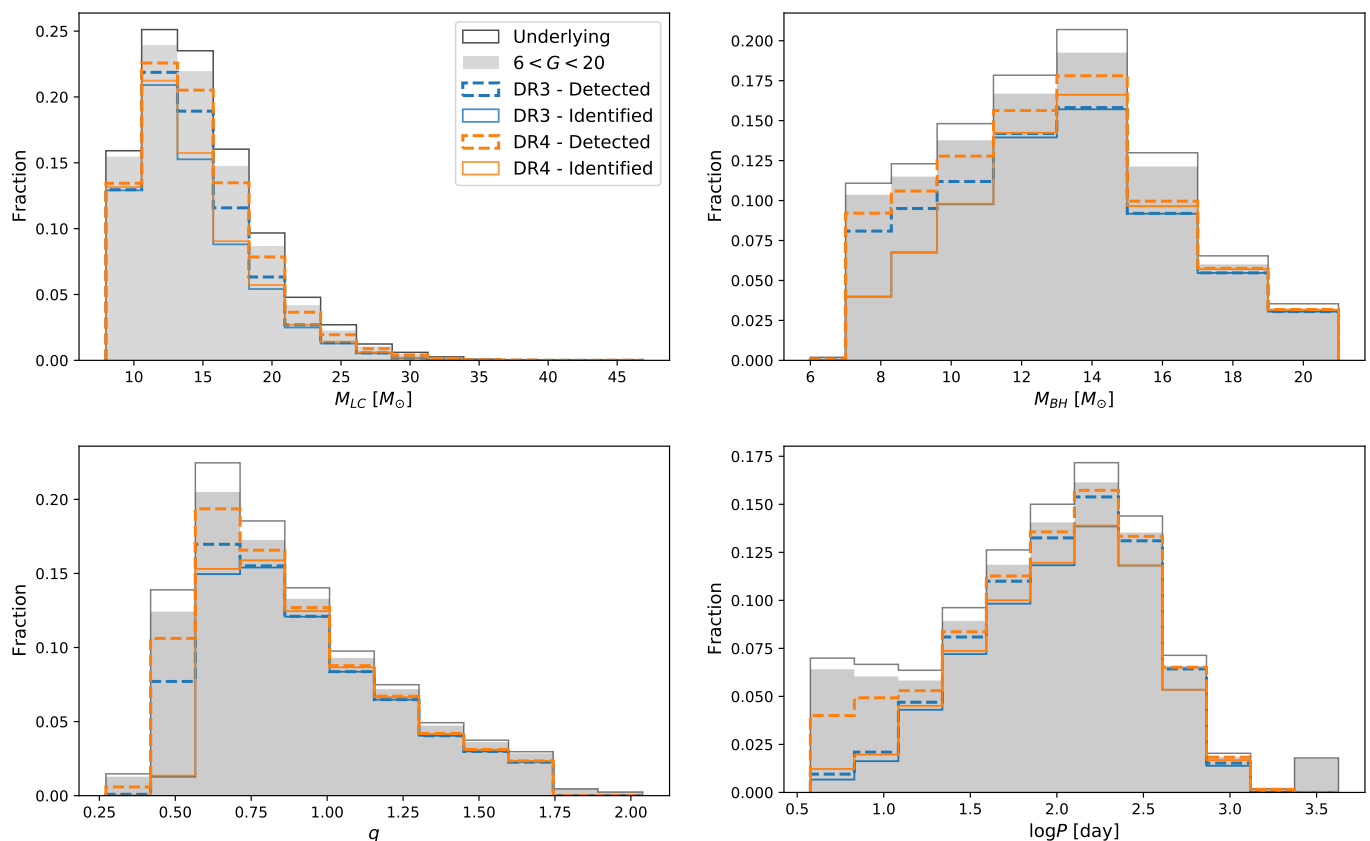 0.25
0.20
0.15
0.10
0.05
0.00
Fraction
10 15 20 25 30 35 40 45
M_LC [M_⊙]
Underlying
6 < G < 20
DR3 - Detected
DR3 - Identified
DR4 - Detected
DR4 - Identified
0.200
0.175
0.150
0.125
0.100
0.075
0.050
0.025
0.000
Fraction
6 8 10 12 14 16 18 20
M_BH [M_⊙]
0.20
0.15
0.10
0.05
0.00
Fraction
0.25 0.50 0.75 1.00 1.25 1.50 1.75 2.00
q
0.175
0.150
0.125
0.100
0.075
0.050
0.025
0.000
Fraction
0.5 1.0 1.5 2.0 2.5 3.0 3.5
logP [day]